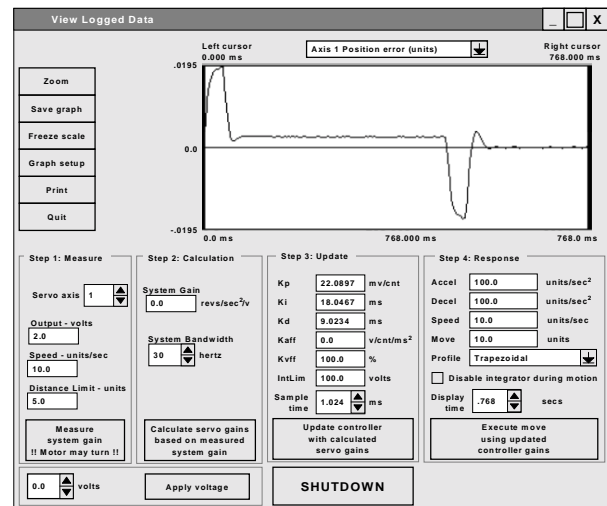 View Logged Data
_ X
Left cursor
0.000 ms
Axis 1 Position error (units)
Right cursor
768.000 ms
Zoom
Save graph
Freeze scale
Graph setup
Print
Quit
.0195
0.0
-.0195
0.0 ms
768.000 ms
768.0 ms
Step 1: Measure
Servo axis 1
Output - volts
2.0
Speed - units/sec
10.0
Distance Limit - units
5.0
Measure
system gain
!! Motor may turn !!
Step 2: Calculation
System Gain
0.0 revs/sec²/v
System Bandwidth
30 hertz
Calculate servo gains
based on measured
system gain
Step 3: Update
Kp 22.0897 mv/cnt
Ki 18.0467 ms
Kd 9.0234 ms
Kaff 0.0 v/cnt/ms²
Kvff 100.0 %
IntLim 100.0 volts
Sample
time 1.024 ms
Update controller
with calculated
servo gains
Step 4: Response
Accel 100.0 units/sec²
Decel 100.0 units/sec²
Speed 10.0 units/sec
Move 10.0 units
Profile Trapezoidal
Disable integrator during motion
Display
time .768 secs
Execute move
using updated
controller gains
0.0 volts
Apply voltage
SHUTDOWN